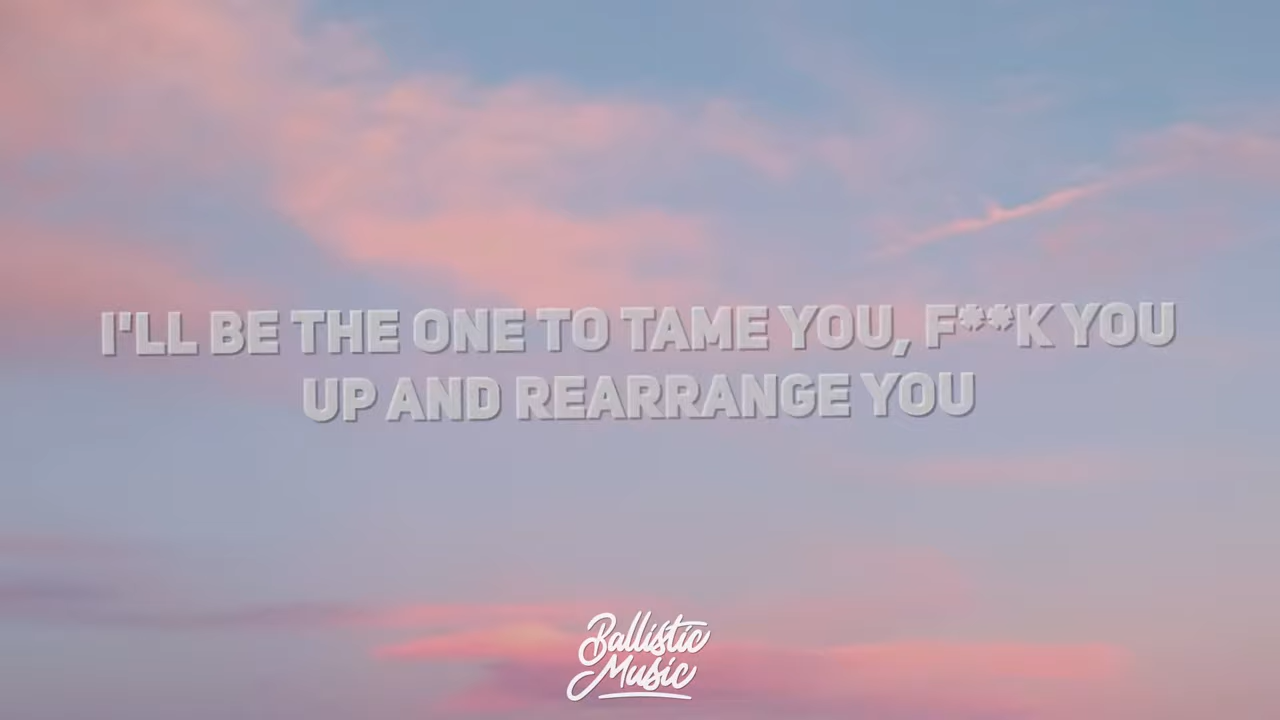 I'LL BE THE ONE TO TAME YOU, F**K YOU
UP AND REARRANGE YOU
Ballistic
Music